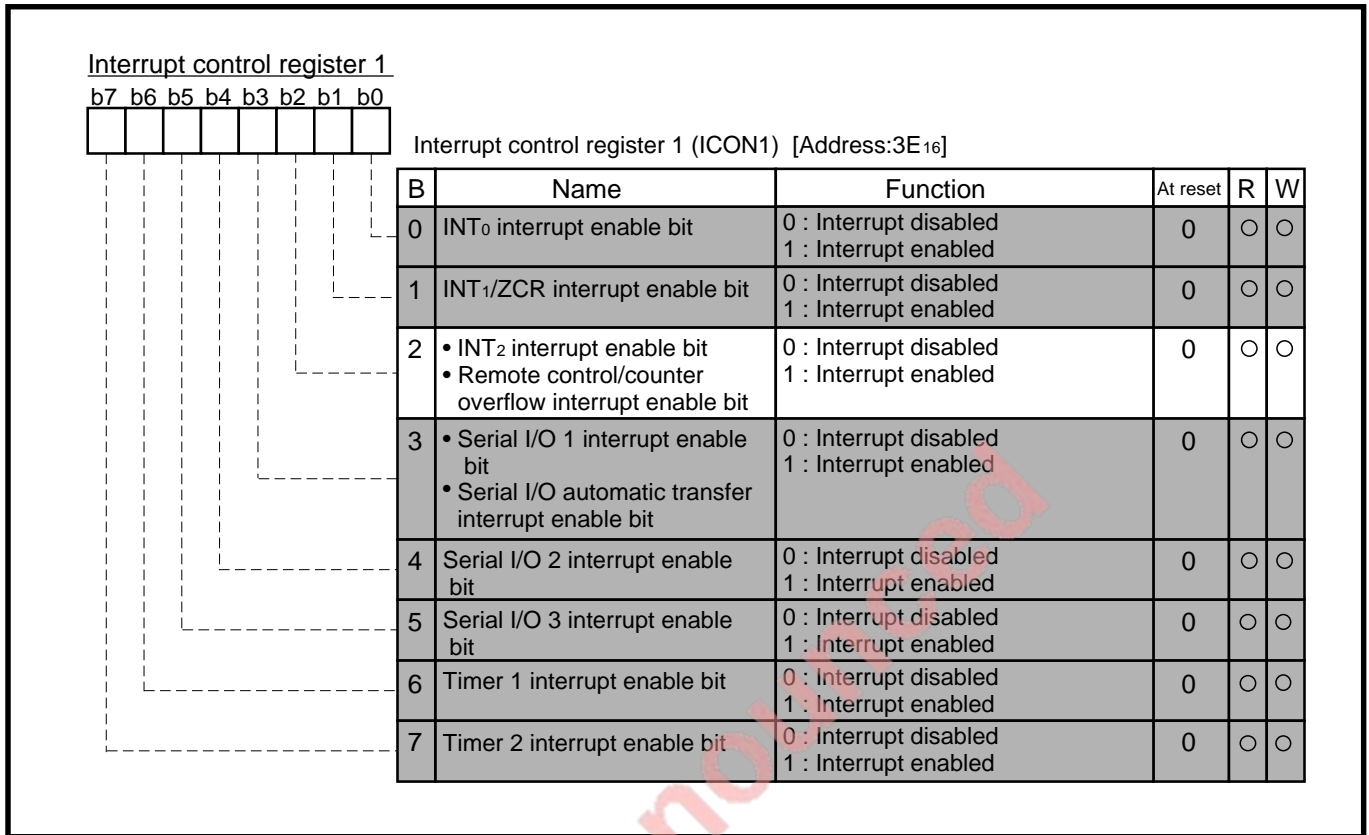 Interrupt control register 1
b7 b6 b5 b4 b3 b2 b1 b0
Interrupt control register 1 (ICON1) [Address:3E16]
B Name Function At reset R W
0 INT0 interrupt enable bit 0 : Interrupt disabled 0 ○ ○
1 : Interrupt enabled
1 INT1/ZCR interrupt enable bit 0 : Interrupt disabled 0 ○ ○
1 : Interrupt enabled
2 • INT2 interrupt enable bit 0 : Interrupt disabled 0 ○ ○
• Remote control/counter 1 : Interrupt enabled
overflow interrupt enable bit
3 • Serial I/O 1 interrupt enable 0 : Interrupt disabled 0 ○ ○
bit 1 : Interrupt enabled
• Serial I/O automatic transfer
interrupt enable bit
4 Serial I/O 2 interrupt enable 0 : Interrupt disabled 0 ○ ○
bit 1 : Interrupt enabled
5 Serial I/O 3 interrupt enable 0 : Interrupt disabled 0 ○ ○
bit 1 : Interrupt enabled
6 Timer 1 interrupt enable bit 0 : Interrupt disabled 0 ○ ○
1 : Interrupt enabled
7 Timer 2 interrupt enable bit 0 : Interrupt disabled 0 ○ ○
1 : Interrupt enabled